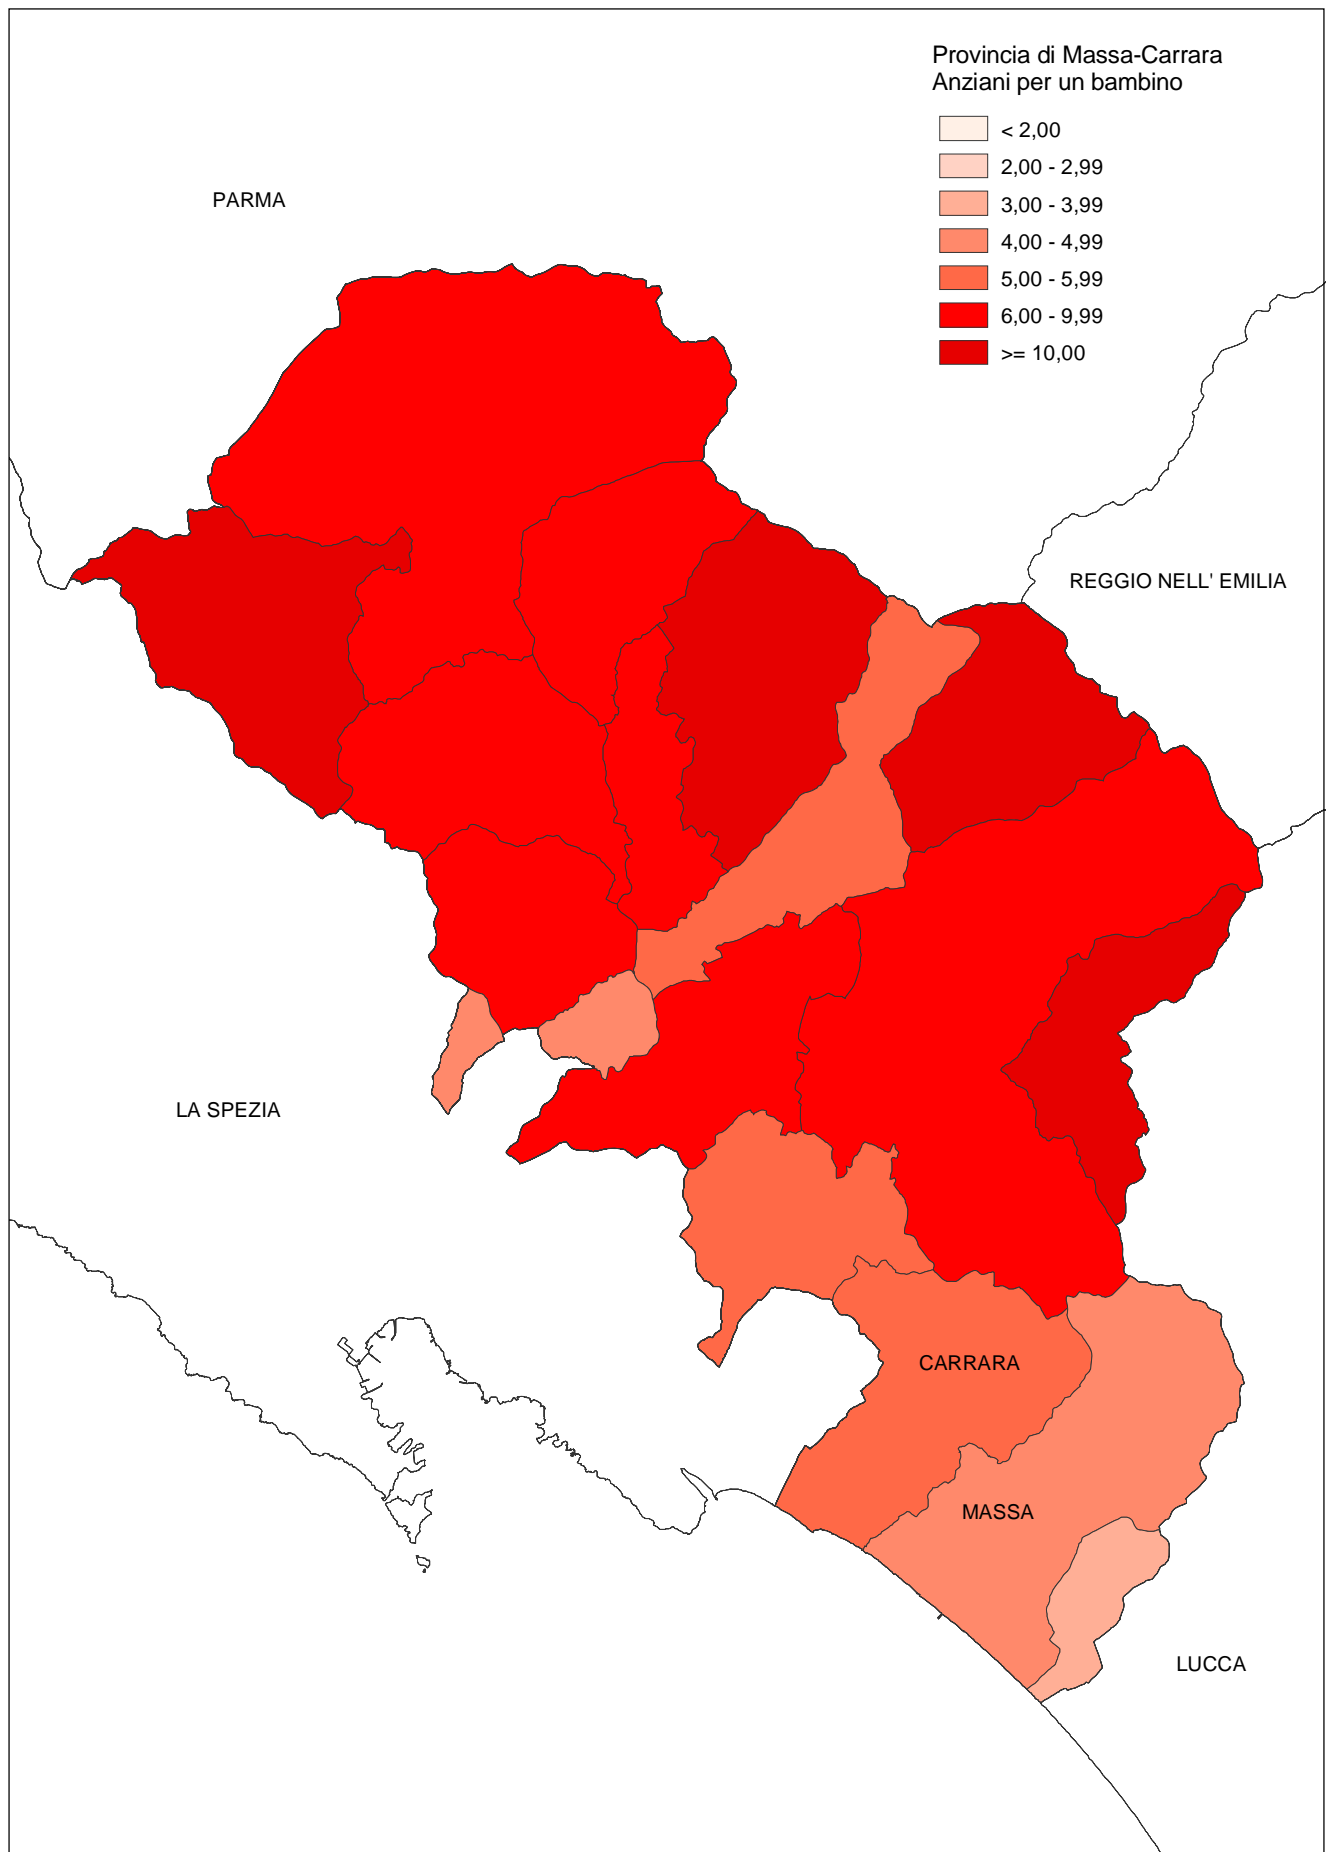 Provincia di Massa-Carrara
Anziani per un bambino
< 2,00
2,00 - 2,99
3,00 - 3,99
4,00 - 4,99
5,00 - 5,99
6,00 - 9,99
>= 10,00
PARMA
REGGIO NELL' EMILIA
LA SPEZIA
CARRARA
MASSA
LUCCA